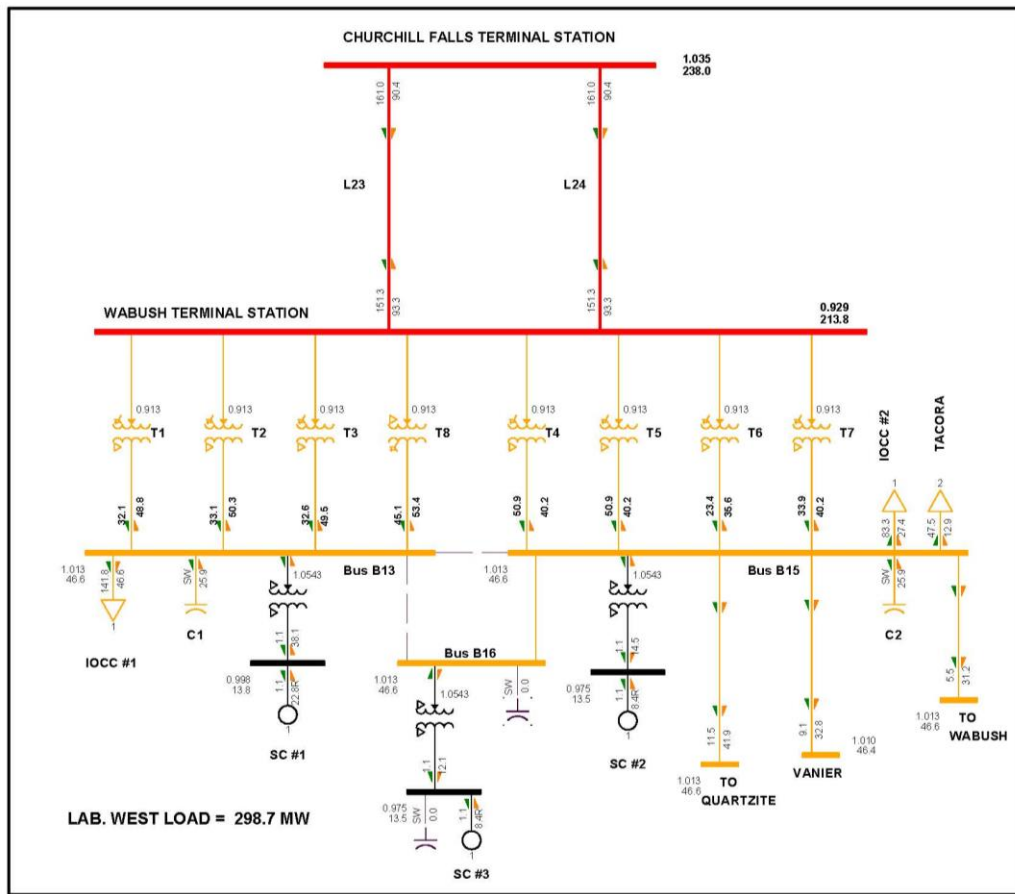 CHURCHILL FALLS TERMINAL STATION
1.035
238.0
161.0
90.4
161.0
90.4
L23
L24
151.3
93.3
151.3
93.3
WABUSH TERMINAL STATION
0.929
213.8
0.913
0.913
0.913
0.913
0.913
0.913
0.913
0.913
T1
T2
T3
T8
T4
T5
T6
T7
IOCC #2
TACORA
1
2
32.1
48.8
33.1
50.3
32.6
49.5
45.1
53.4
50.9
40.2
50.9
40.2
23.4
35.6
33.9
40.2
83.3
27.4
47.5
12.9
Bus B13
1.013
46.6
1.013
46.6
Bus B15
141.8
46.6
SW
25.9
1.0543
1.0543
SW
25.9
1
C1
C2
IOCC #1
1.1
38.1
1.1
14.5
Bus B16
0.998
13.8
1.1
22.8R
1
SC #1
1.013
46.6
1.0543
SW
0.0
0.975
13.5
1.1
8.4R
1
SC #2
5.5
31.2
1.013
46.6
TO
WABUSH
11.5
41.9
9.1
32.8
1.010
46.4
VANIER
1.013
46.6
TO
QUARTZITE
1.1
12.1
0.975
13.5
SW
0.0
1.1
8.4R
1
SC #3
LAB. WEST LOAD = 298.7 MW